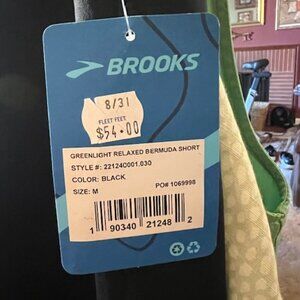 BROOKS
8/31
FLEET FEET
$54.00
GREENLIGHT RELAXED BERMUDA SHORT
STYLE #: 221240001.030
COLOR: BLACK
SIZE: M PO# 1069998
1 90340 21248 2